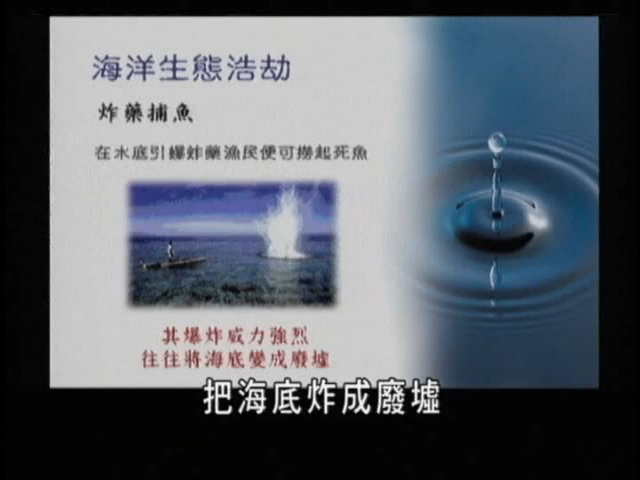 海洋生態浩劫
炸藥捕魚
在水底引爆炸藥漁民便可撈起死魚
其爆炸威力強烈
往往將海底變成廢墟
把海底炸成廢墟